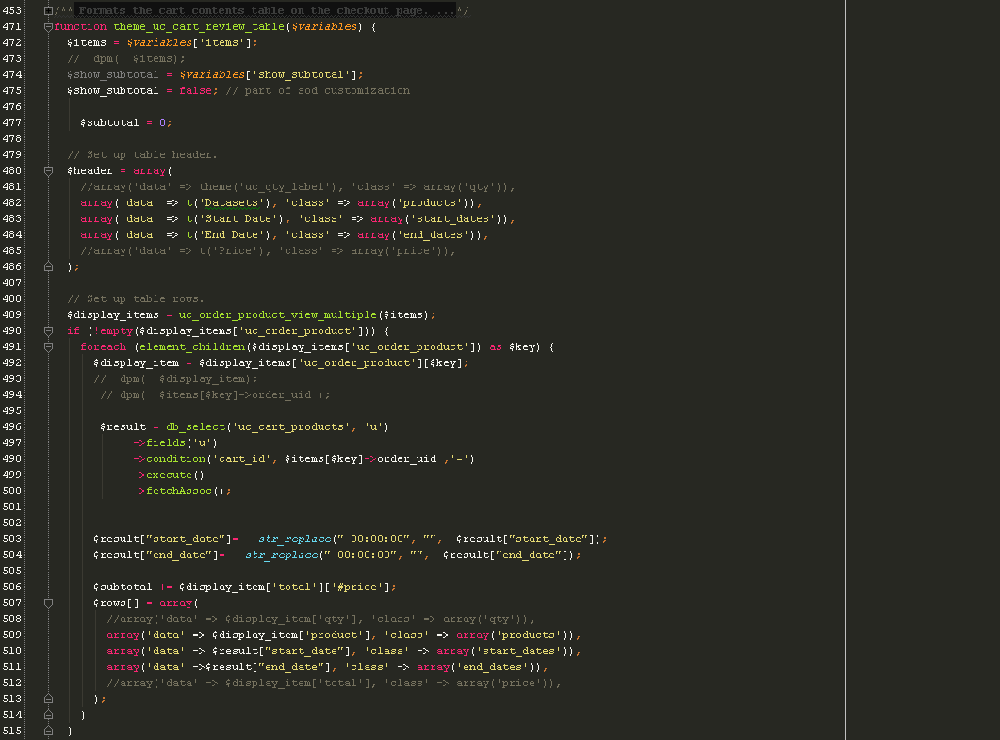 453 /** Formats the cart contents table on the checkout page. ...*/
471 function theme_uc_cart_review_table($variables) {
472   $items = $variables['items'];
473   //  dpm(  $items);
474   $show_subtotal = $variables['show_subtotal'];
475   $show_subtotal = false; // part of sod customization
476
477     $subtotal = 0;
478
479   // Set up table header.
480   $header = array(
481     //array('data' => theme('uc_qty_label'), 'class' => array('qty')),
482     array('data' => t('Datasets'), 'class' => array('products')),
483     array('data' => t('Start Date'), 'class' => array('start_dates')),
484     array('data' => t('End Date'), 'class' => array('end_dates')),
485     //array('data' => t('Price'), 'class' => array('price')),
486   );
487
488   // Set up table rows.
489   $display_items = uc_order_product_view_multiple($items);
490   if (!empty($display_items['uc_order_product'])) {
491     foreach (element_children($display_items['uc_order_product']) as $key) {
492       $display_item = $display_items['uc_order_product'][$key];
493       //  dpm(  $display_item);
494        // dpm(  $items[$key]->order_uid );
495
496        $result = db_select('uc_cart_products', 'u')
497             ->fields('u')
498             ->condition('cart_id', $items[$key]->order_uid ,'=')
499             ->execute()
500             ->fetchAssoc();
501
502
503       $result["start_date"]=   str_replace(" 00:00:00", "",  $result["start_date"]);
504       $result["end_date"]=   str_replace(" 00:00:00", "",  $result["end_date"]);
505
506       $subtotal += $display_item['total']['#price'];
507       $rows[] = array(
508         //array('data' => $display_item['qty'], 'class' => array('qty')),
509         array('data' => $display_item['product'], 'class' => array('products')),
510         array('data' => $result["start_date"], 'class' => array('start_dates')),
511         array('data' =>$result["end_date"], 'class' => array('end_dates')),
512         //array('data' => $display_item['total'], 'class' => array('price')),
513       );
514     }
515   }